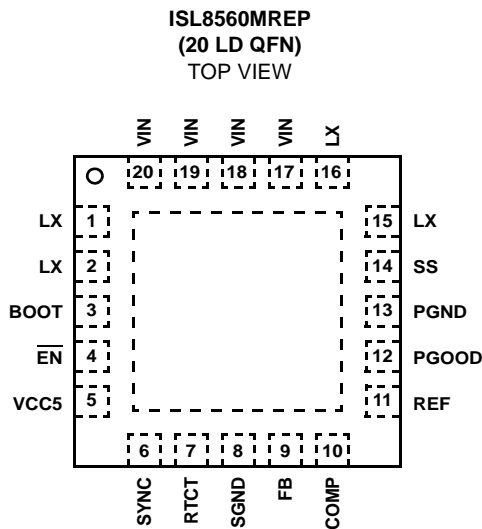 ISL8560MREP
(20 LD QFN)
TOP VIEW
VIN VIN VIN VIN LX
20 19 18 17 16
LX 1 15 LX
LX 2 14 SS
BOOT 3 13 PGND
EN 4 12 PGOOD
VCC5 5 11 REF
6 7 8 9 10
SYNC RTCT SGND FB COMP